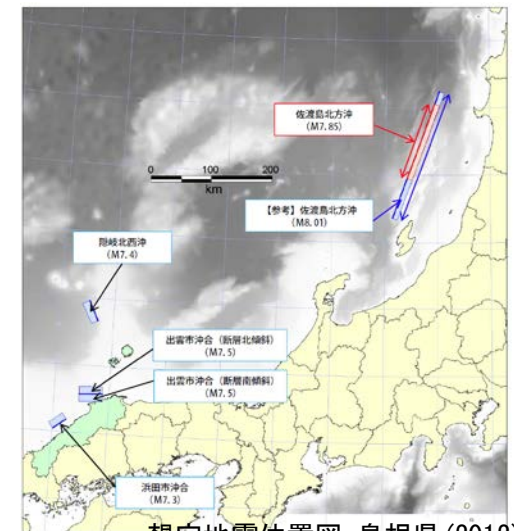 佐渡島北方沖
(M7.85)
0 100 200
km
【参考】佐渡島北方沖
(M8.01)
隠岐北西沖
(M7.4)
出雲市沖合（断層北傾斜）
(M7.5)
出雲市沖合（断層南傾斜）
(M7.5)
浜田市沖合
(M7.3)